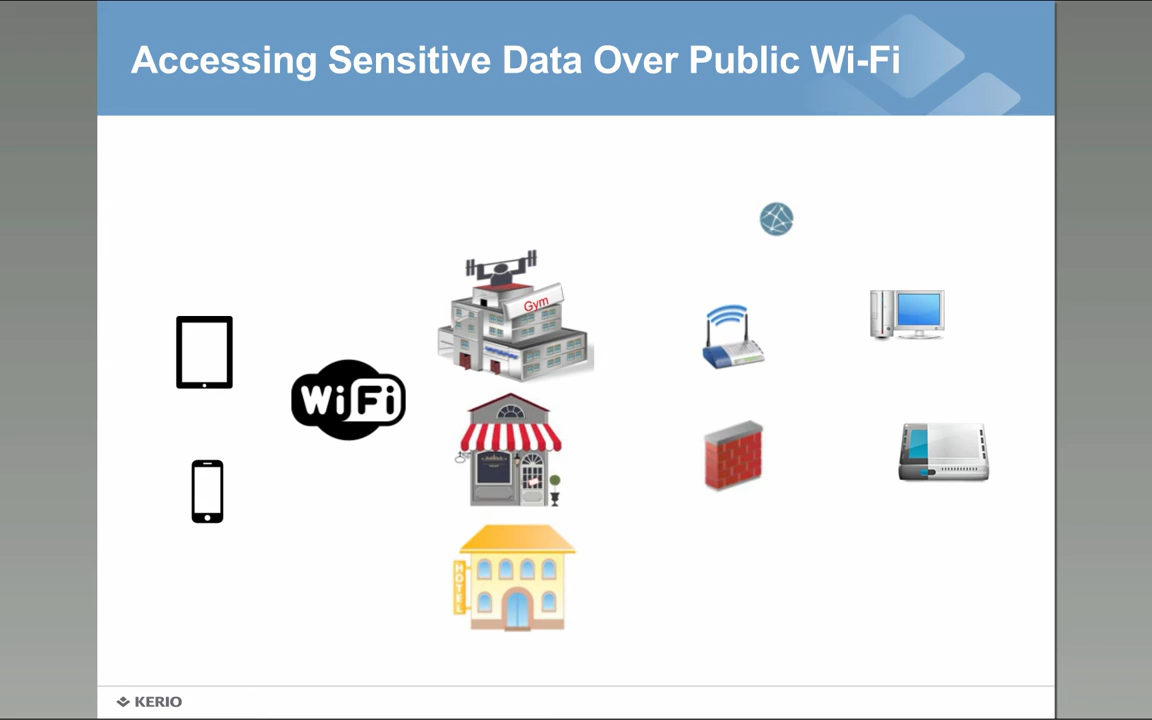 Accessing Sensitive Data Over Public Wi-Fi
Gym
WiFi
HOTEL
KERIO